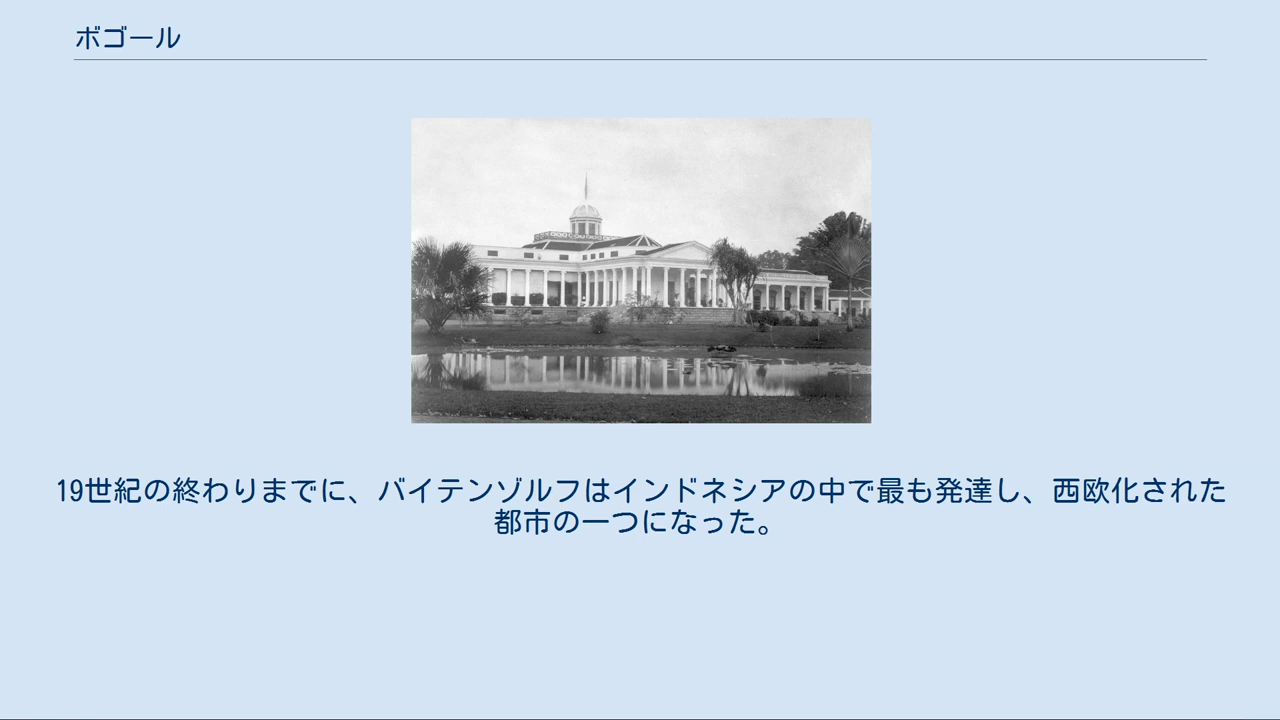 ボゴール
19世紀の終わりまでに、バイテンゾルフはインドネシアの中で最も発達し、西欧化された
都市の一つになった。